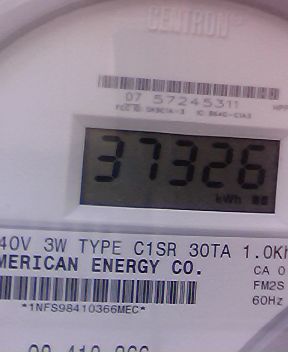 CENTRON
07 57245311
37326
kWh
40V 3W TYPE C1SR 30TA 1.0Kh
MERICAN ENERGY CO.
CA 0
FM2S
60Hz
*1NFS98410366MEC*